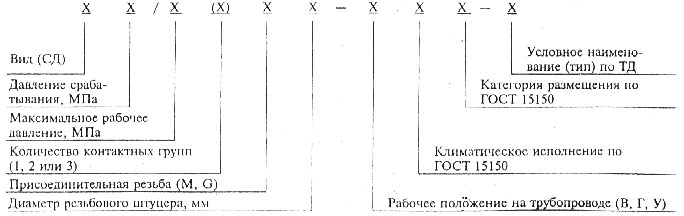 X X / X (X) X X – X X X – X
Условное наимено-
Вид (СД)
вание (тип) по ТД
Давление сраба-
тывания, МПа
Категория размещения по
ГОСТ 15150
Максимальное рабочее
давление, МПа
Количество контактных групп
(1, 2 или 3)
Климатическое исполнение по
ГОСТ 15150
Присоединительная резьба (M, G)
Диаметр резьбового штуцера, мм
Рабочее положение на трубопроводе (В, Г, У)